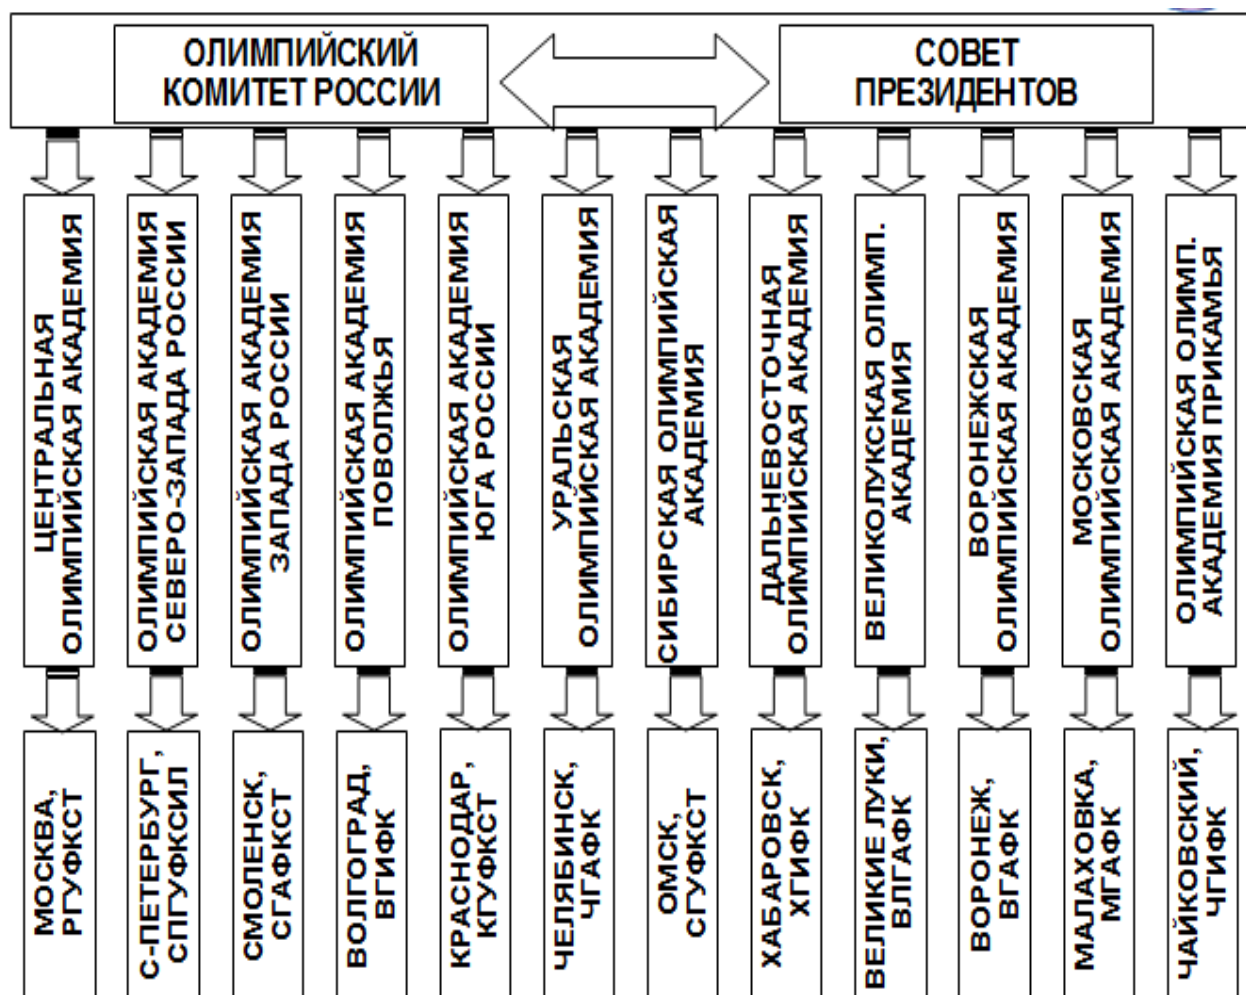 ОЛИМПИЙСКИЙ
КОМИТЕТ РОССИИ
СОВЕТ
ПРЕЗИДЕНТОВ
ЦЕНТРАЛЬНАЯ
ОЛИМПИЙСКАЯ АКАДЕМИЯ
ОЛИМПИЙСКАЯ АКАДЕМИЯ
СЕВЕРО-ЗАПАДА РОССИИ
ОЛИМПИЙСКАЯ АКАДЕМИЯ
ЗАПАДА РОССИИ
ОЛИМПИЙСКАЯ АКАДЕМИЯ
ПОВОЛЖЬЯ
ОЛИМПИЙСКАЯ АКАДЕМИЯ
ЮГА РОССИИ
УРАЛЬСКАЯ
ОЛИМПИЙСКАЯ АКАДЕМИЯ
СИБИРСКАЯ ОЛИМПИЙСКАЯ
АКАДЕМИЯ
ДАЛЬНЕВОСТОЧНАЯ
ОЛИМПИЙСКАЯ АКАДЕМИЯ
ВЕЛИКОЛУКСКАЯ ОЛИМП.
АКАДЕМИЯ
ВОРОНЕЖСКАЯ
ОЛИМПИЙСКАЯ АКАДЕМИЯ
МОСКОВСКАЯ
ОЛИМПИЙСКАЯ АКАДЕМИЯ
ОЛИМПИЙСКАЯ ОЛИМП.
АКАДЕМИЯ ПРИКАМЬЯ
МОСКВА,
РГУФКСТ
С-ПЕТЕРБУРГ,
СПГУФКСИЛ
СМОЛЕНСК,
СГАФКСТ
ВОЛГОГРАД,
ВГИФК
КРАСНОДАР,
КГУФКСТ
ЧЕЛЯБИНСК,
ЧГАФК
ОМСК,
СГУФКСТ
ХАБАРОВСК,
ХГИФК
ВЕЛИКИЕ ЛУКИ,
ВЛГАФК
ВОРОНЕЖ,
ВГАФК
МАЛАХОВКА,
МГАФК
ЧАЙКОВСКИЙ,
ЧГИФК